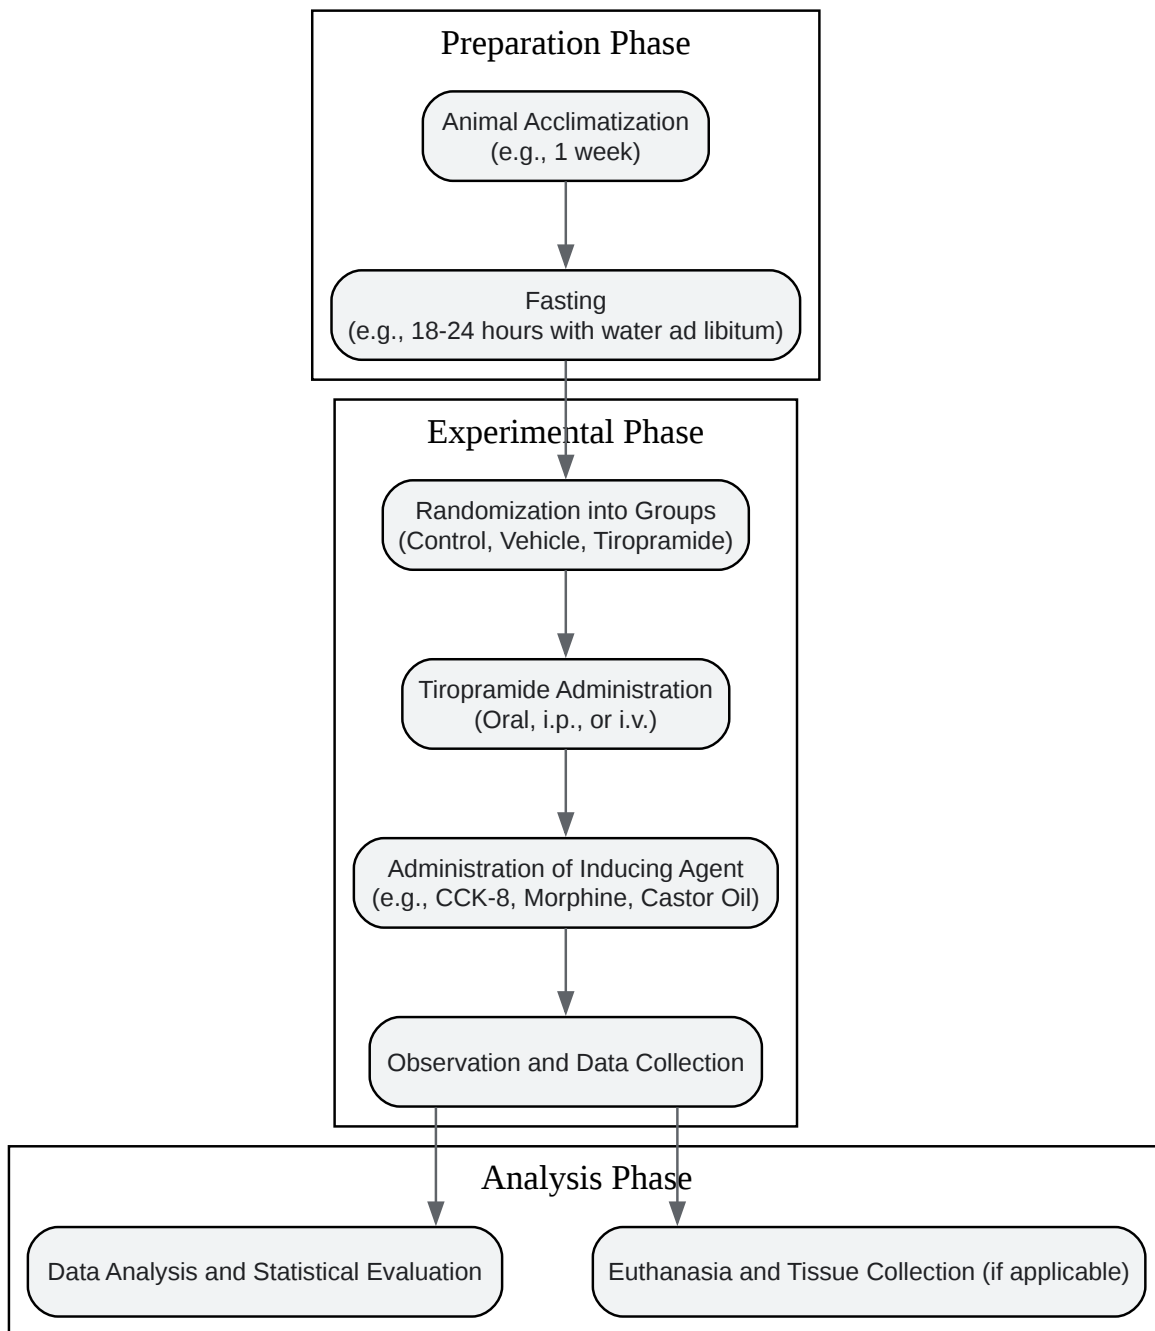 Preparation Phase
Animal Acclimatization
(e.g., 1 week)
Fasting
(e.g., 18-24 hours with water ad libitum)
Experimental Phase
Randomization into Groups
(Control, Vehicle, Tiropramide)
Tiropramide Administration
(Oral, i.p., or i.v.)
Administration of Inducing Agent
(e.g., CCK-8, Morphine, Castor Oil)
Observation and Data Collection
Analysis Phase
Data Analysis and Statistical Evaluation
Euthanasia and Tissue Collection (if applicable)